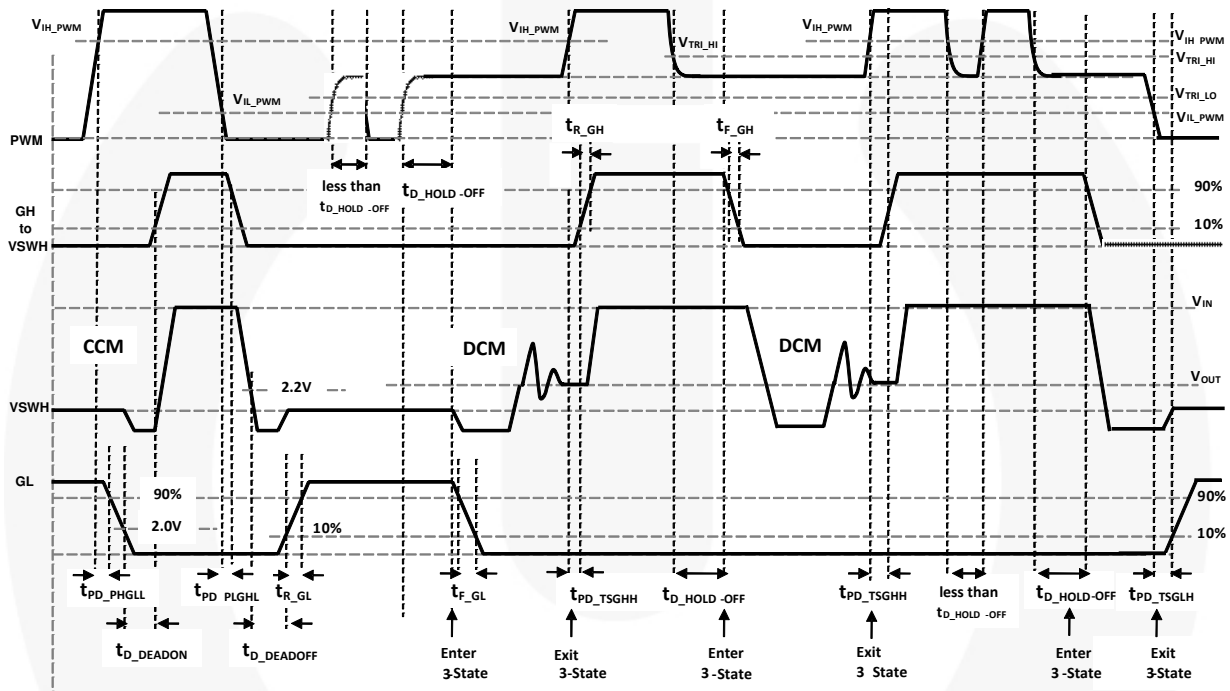 VIH_PWM
VIH_PWM
VTRI_HI
VIH_PWM
VIH_PWM
VTRI_HI
VIL_PWM
VTRI_LO
VIL_PWM
PWM
tR_GH
tF_GH
less than
tD_HOLD -OFF
tD_HOLD -OFF
90%
GH
to
VSWH
10%
VIN
CCM
DCM
DCM
2.2V
VOUT
VSWH
GL
90%
2.0V
10%
90%
10%
tPD_PHGLL
tPD PLGHL
tR_GL
tF_GL
tPD_TSGHH
tD_HOLD -OFF
tPD_TSGHH
less than
tD_HOLD -OFF
tD_HOLD-OFF
tPD_TSGLH
tD_DEADON
tD_DEADOFF
Enter
3-State
Exit
3-State
Enter
3 -State
Exit
3 State
Enter
3 -State
Exit
3-State